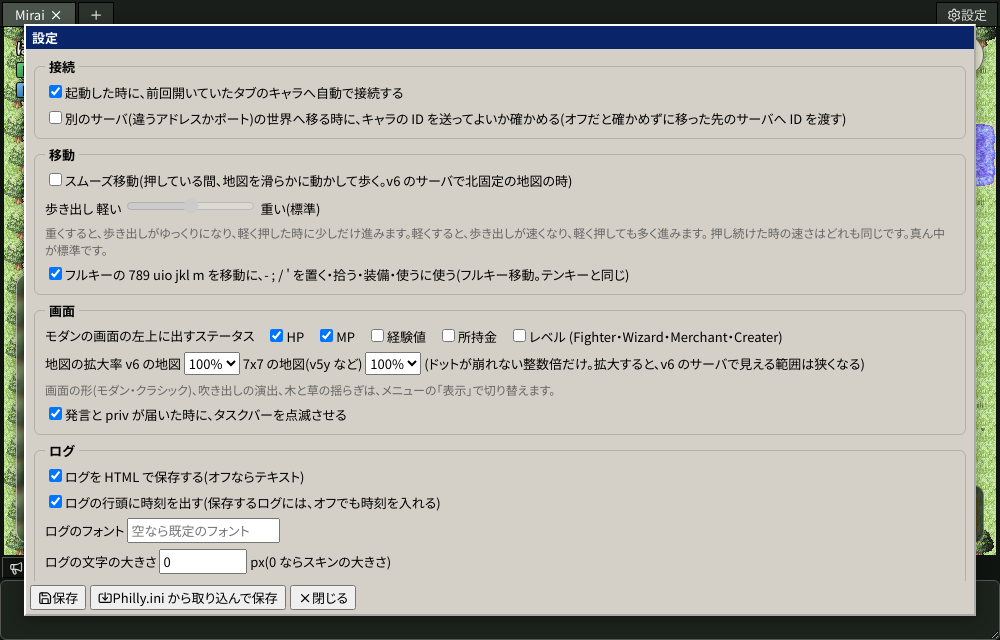 Mirai
設定
設定
接続
起動した時に、前回開いていたタブのキャラへ自動で接続する
別のサーバ(違うアドレスかポート)の世界へ移る時に、キャラの ID を送ってよいか確かめる(オフだと確かめずに移った先のサーバへ ID を渡す)
移動
スムーズ移動(押している間、地図を滑らかに動かして歩く。v6 のサーバで北固定の地図の時)
歩き出し 軽い 重い(標準)
重くすると、歩き出しがゆっくりになり、軽く押した時に少しだけ進みます。軽くすると、歩き出しが速くなり、軽く押しても多く進みます。 押し続けた時の速さはどれも同じです。真ん中
が標準です。
フルキーの 789 uio jkl m を移動に、- ; / ' を置く・拾う・装備・使うに使う(フルキー移動。テンキーと同じ)
画面
モダンの画面の左上に出すステータス HP MP 経験値 所持金 レベル (Fighter・Wizard・Merchant・Creater)
地図の拡大率 v6 の地図 100% 7x7 の地図(v5y など) 100% (ドットが崩れない整数倍だけ。拡大すると、v6 のサーバで見える範囲は狭くなる)
画面の形(モダン・クラシック)、吹き出しの演出、木と草の揺らぎは、メニューの「表示」で切り替えます。
発言と priv が届いた時に、タスクバーを点滅させる
ログ
ログを HTML で保存する(オフならテキスト)
ログの行頭に時刻を出す(保存するログには、オフでも時刻を入れる)
ログのフォント 空なら既定のフォント
ログの文字の大きさ 0 px(0 ならスキンの大きさ)
保存 Philly.ini から取り込んで保存 閉じる